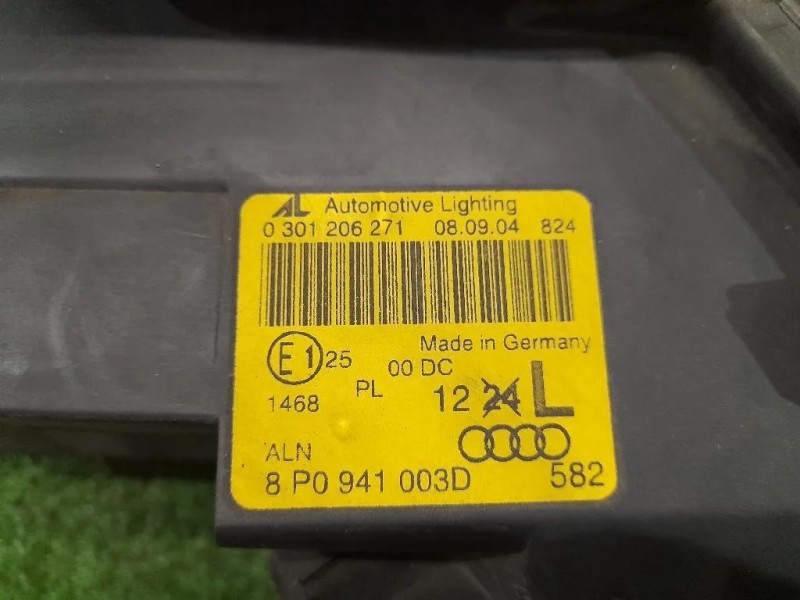 AL Automotive Lighting
0 301 206 271 08.09.04 824
Made in Germany
E1 25 00 DC
PL
1468 12 24 L
ALN
8 P0 941 003D 582